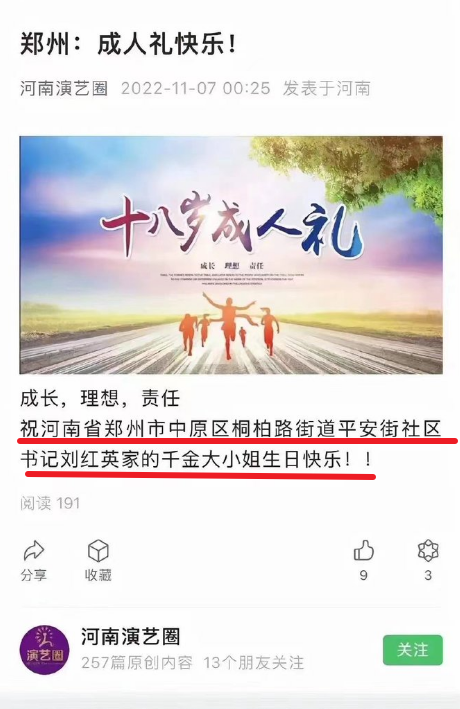 郑州：成人礼快乐！
河南演艺圈 2022-11-07 00:25 发表于河南
十八岁成人礼
成长 理想 责任
成长，理想，责任
祝河南省郑州市中原区桐柏路街道平安街社区
书记刘红英家的千金大小姐生日快乐！！
阅读 191
分享 收藏 9 3
演艺圈
河南演艺圈
257篇原创内容 13个朋友关注
关注